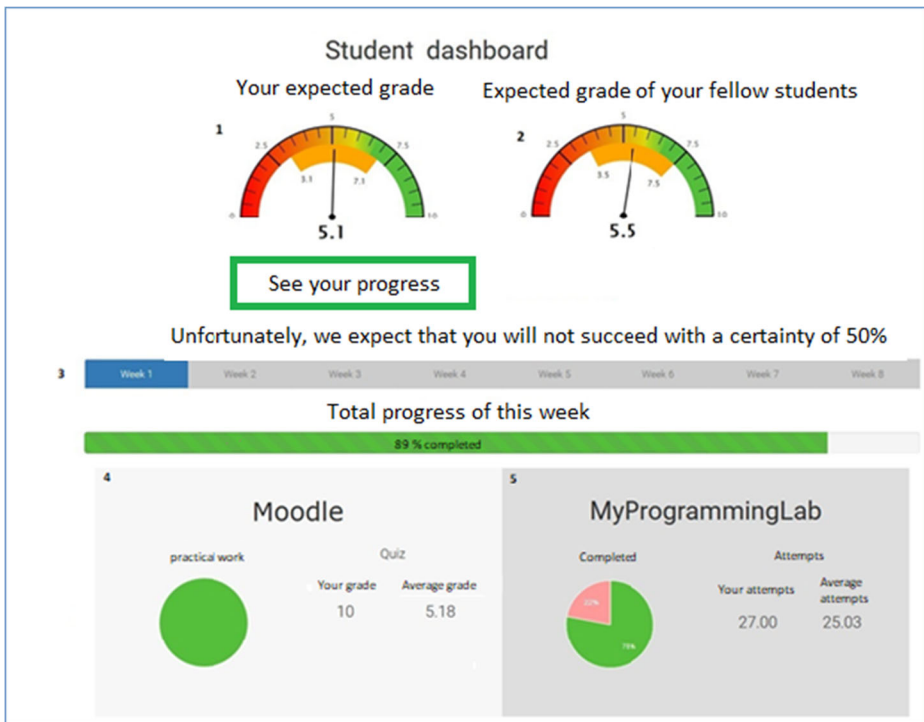 Student dashboard
Your expected grade
Expected grade of your fellow students
1
0
2.5
5
7.5
10
3.1
7.1
5.1
2
0
2.5
5
7.5
10
3.5
7.5
5.5
See your progress
Unfcrtunately, we expect that you will not succeed with a certainty of 50%
3
Week 1 Week 2 Week 3 Week 4 Week 5 Week 6 Week 7 Week 8
Total progress of this week
89 % completed
4
Moodle
practical work
Quiz
Your grade Average grade
10 5.18
5
MyProgrammingLab
Completed
22%
78%
Attempts
Your attempts Average
attempts
27.00 25.03